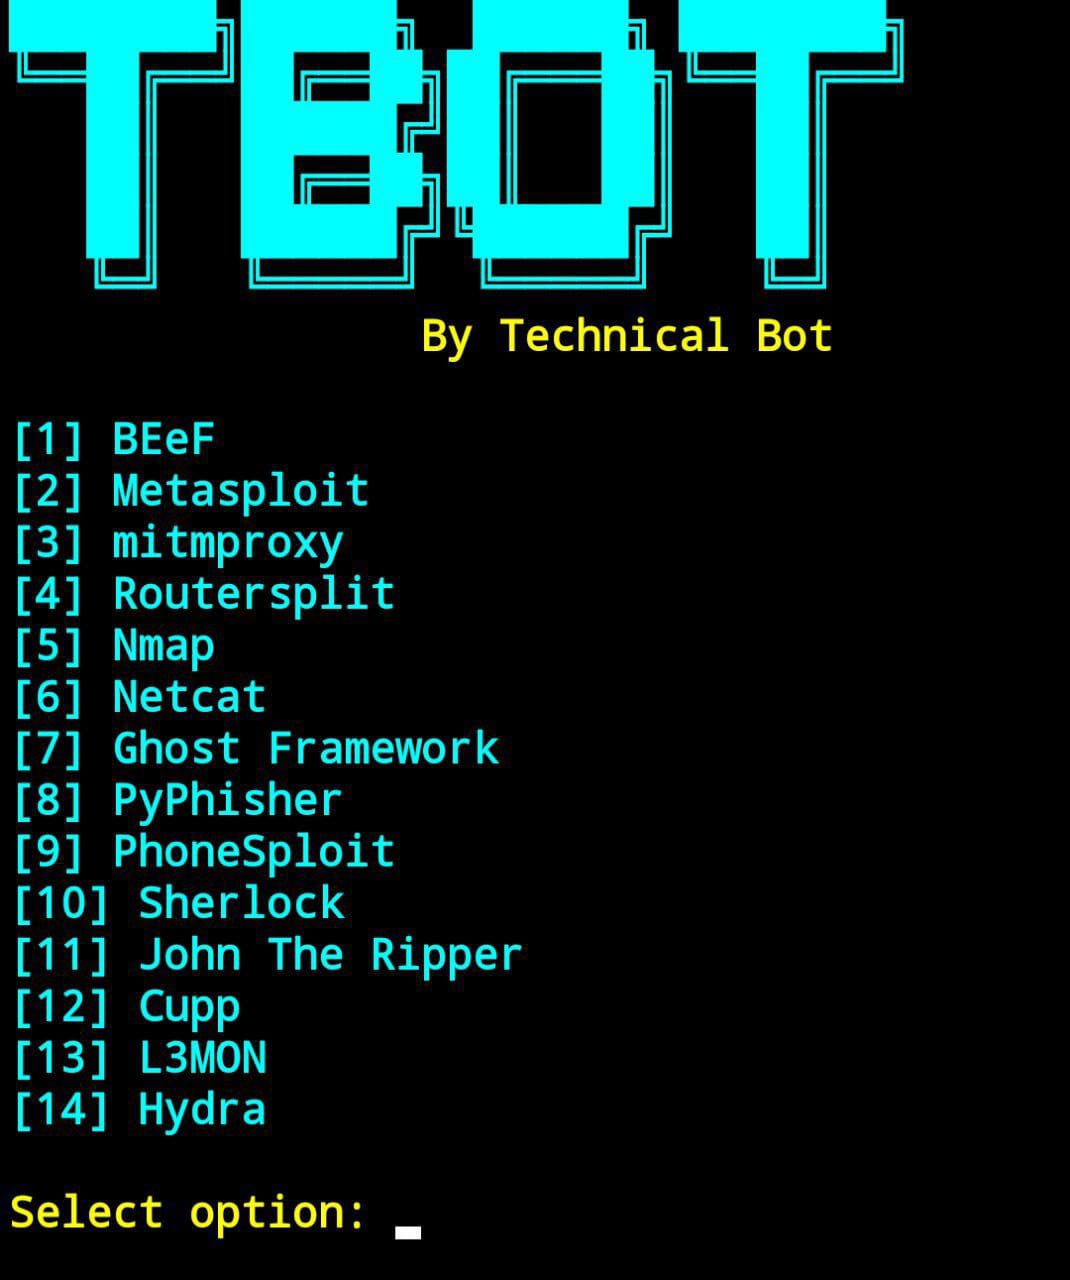 TBOT
By Technical Bot
[1] BEeF
[2] Metasploit
[3] mitmproxy
[4] Routersplit
[5] Nmap
[6] Netcat
[7] Ghost Framework
[8] PyPhisher
[9] PhoneSploit
[10] Sherlock
[11] John The Ripper
[12] Cupp
[13] L3MON
[14] Hydra
Select option: